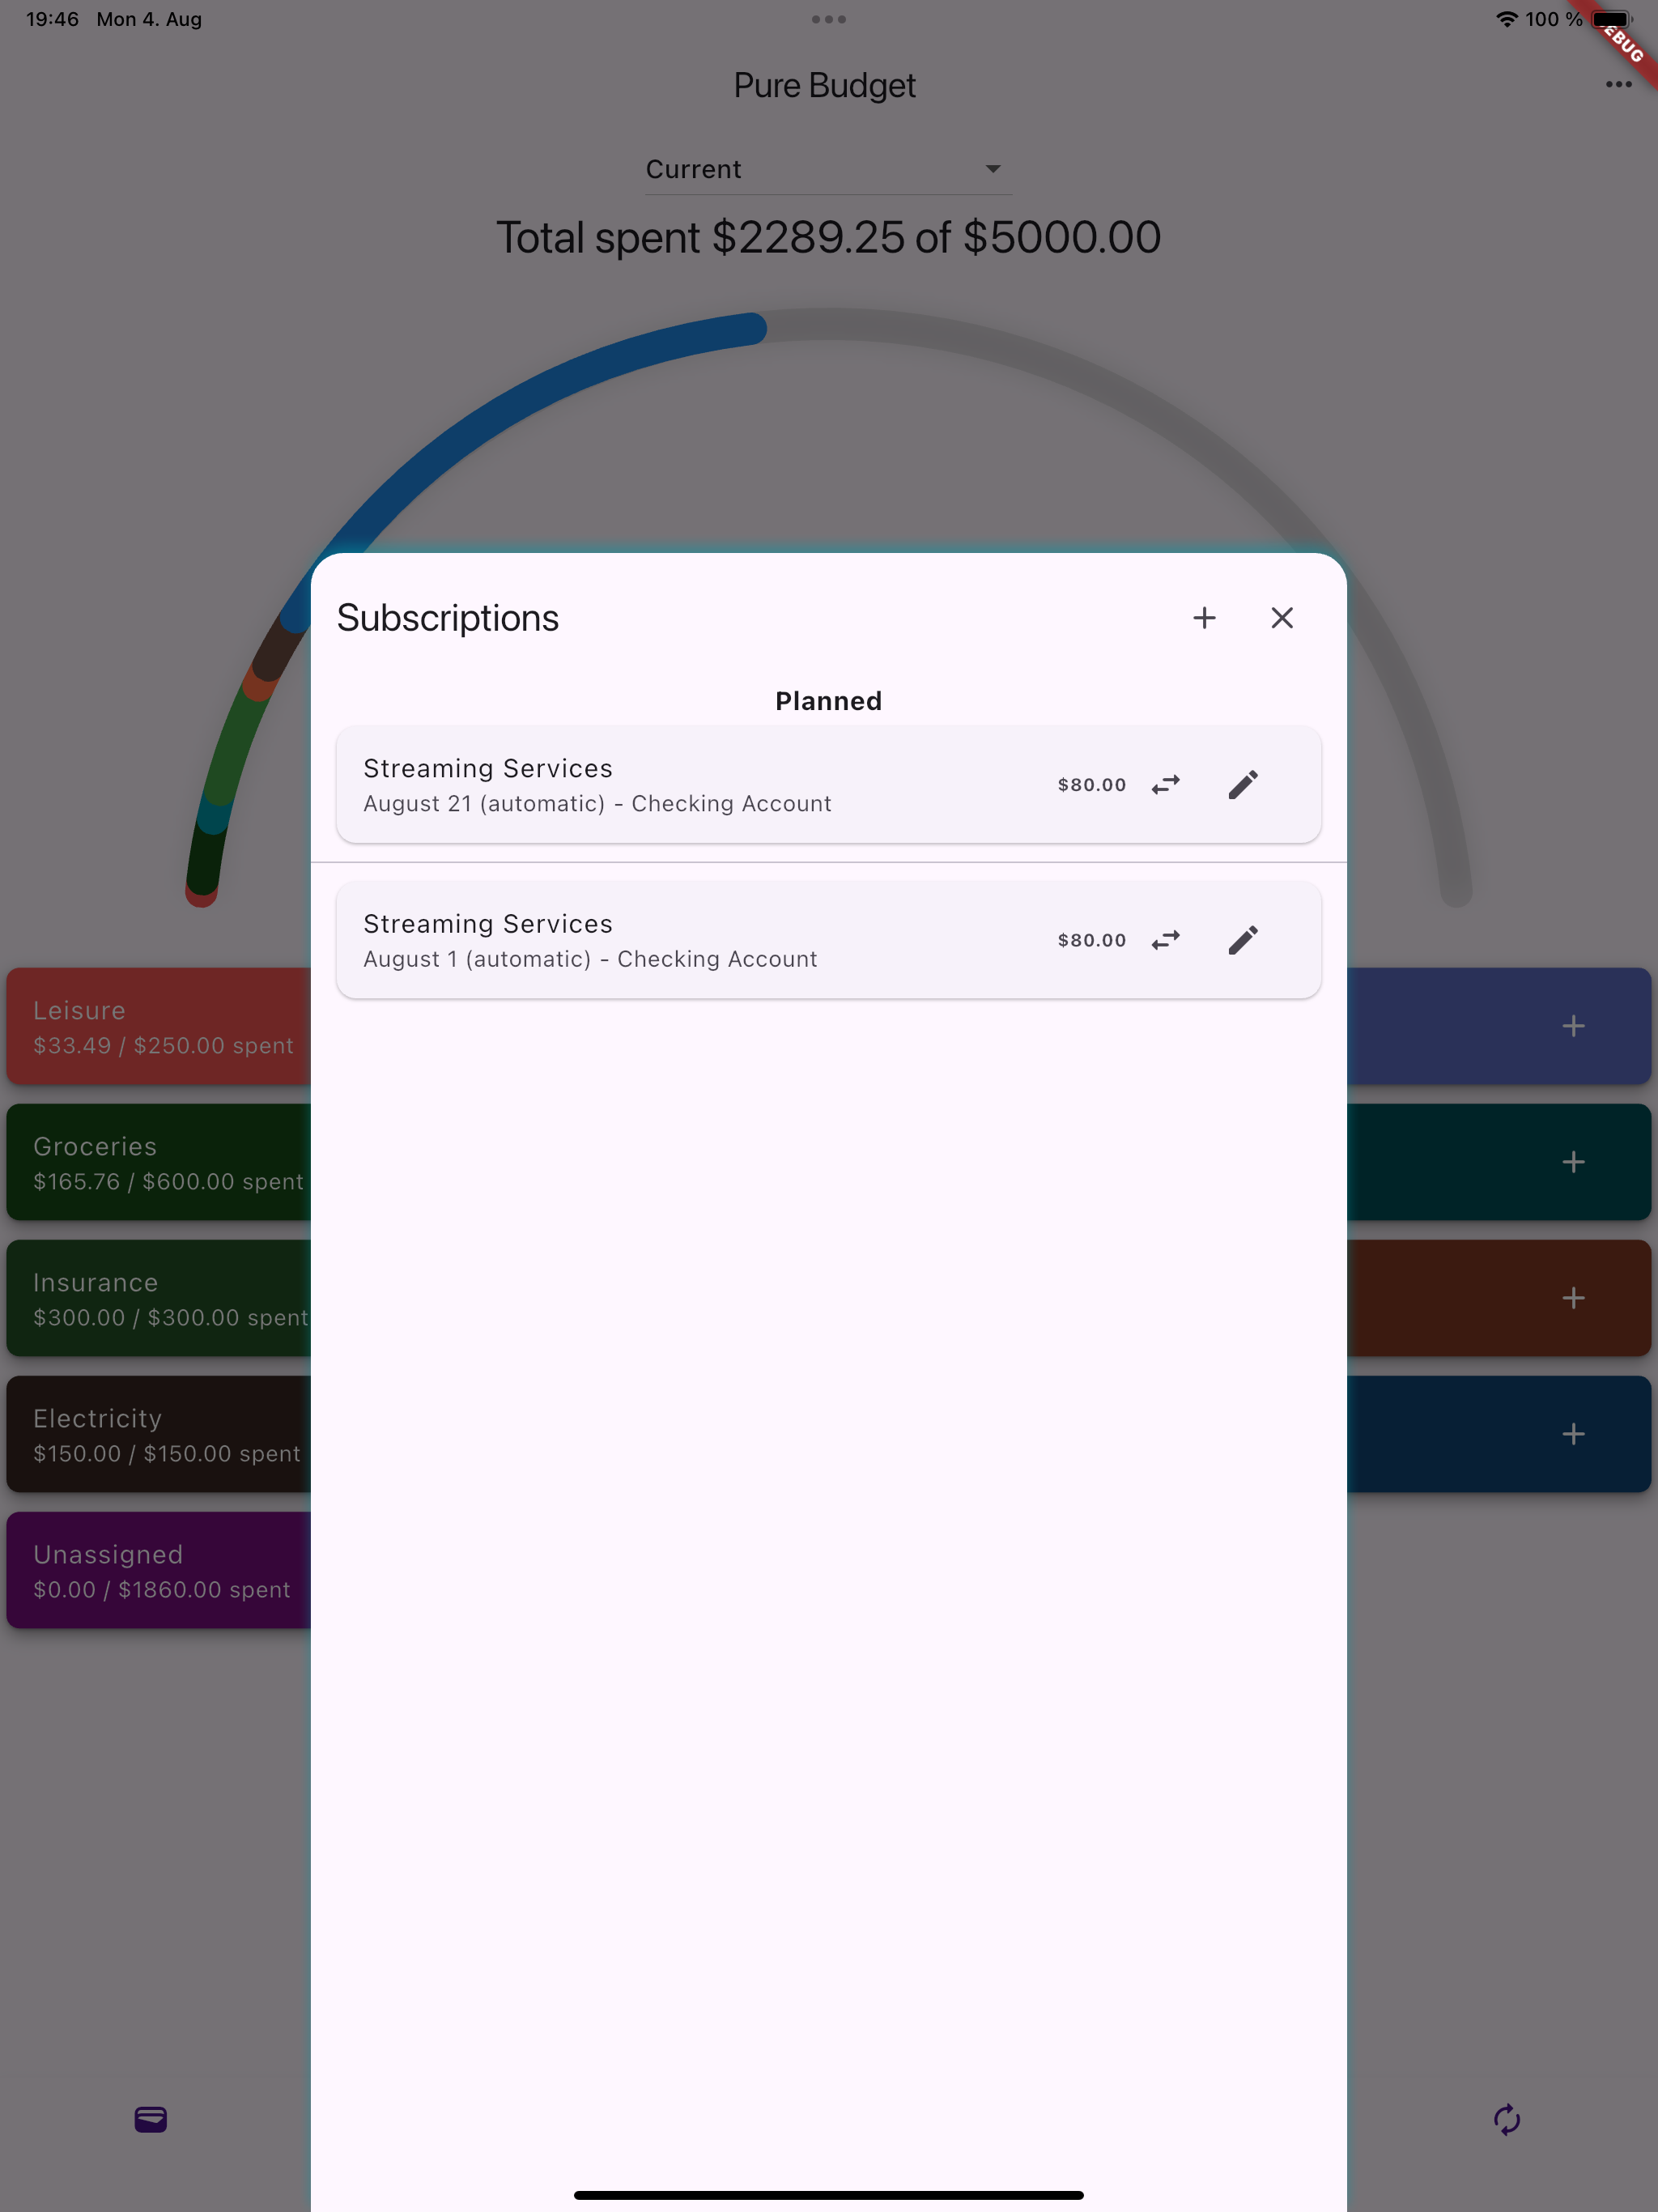 19:46 Mon 4. Aug
100 %
Pure Budget
Current
Total spent $2289.25 of $5000.00
Subscriptions
Planned
Streaming Services
August 21 (automatic) - Checking Account
$80.00
Streaming Services
August 1 (automatic) - Checking Account
$80.00
Leisure
$33.49 / $250.00 spent
Groceries
$165.76 / $600.00 spent
Insurance
$300.00 / $300.00 spent
Electricity
$150.00 / $150.00 spent
Unassigned
$0.00 / $1860.00 spent